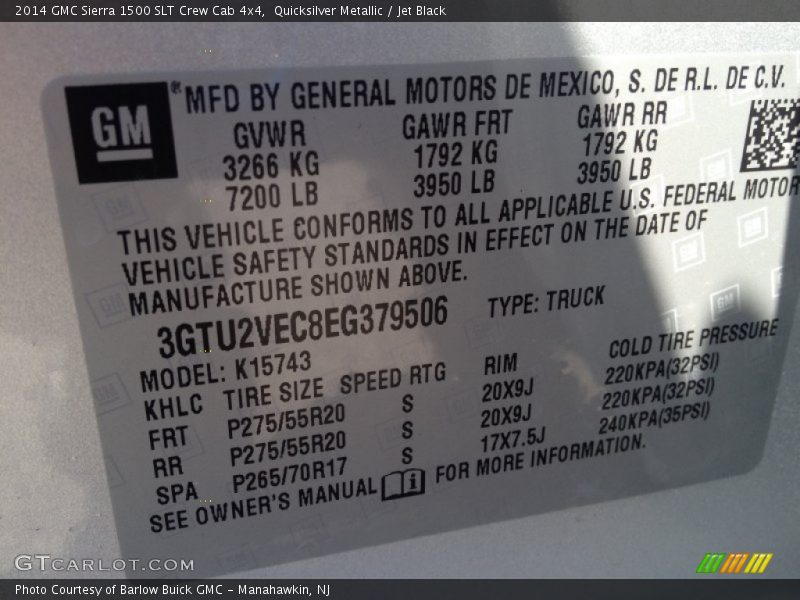 2014 GMC Sierra 1500 SLT Crew Cab 4x4, Quicksilver Metallic / Jet Black
GM
® MFD BY GENERAL MOTORS DE MEXICO, S. DE R.L. DE C.V.
GVWR GAWR FRT GAWR RR
3266 KG 1792 KG 1792 KG
7200 LB 3950 LB 3950 LB
THIS VEHICLE CONFORMS TO ALL APPLICABLE U.S. FEDERAL MOTOR
VEHICLE SAFETY STANDARDS IN EFFECT ON THE DATE OF
MANUFACTURE SHOWN ABOVE.
3GTU2VEC8EG379506 TYPE: TRUCK
MODEL: K15743
KHLC TIRE SIZE SPEED RTG RIM COLD TIRE PRESSURE
FRT P275/55R20 S 20X9J 220KPA(32PSI)
RR P275/55R20 S 20X9J 220KPA(32PSI)
SPA P265/70R17 S 17X7.5J 240KPA(35PSI)
SEE OWNER'S MANUAL FOR MORE INFORMATION.
GTCARLOT.COM
Photo Courtesy of Barlow Buick GMC – Manahawkin, NJ